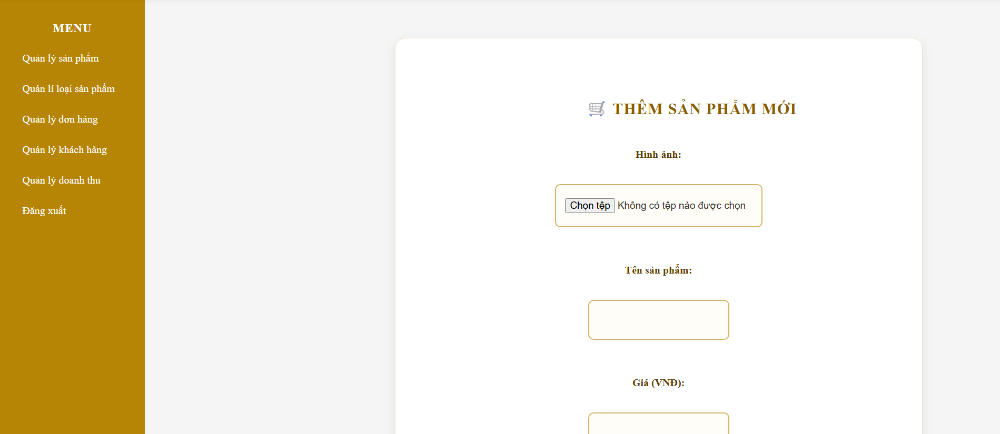 MENU
Quản lý sản phẩm
Quản lí loại sản phẩm
Quản lý đơn hàng
Quản lý khách hàng
Quản lý doanh thu
Đăng xuất
🛒 THÊM SẢN PHẨM MỚI
Hình ảnh:
Chọn tệp Không có tệp nào được chọn
Tên sản phẩm:
Giá (VNĐ):